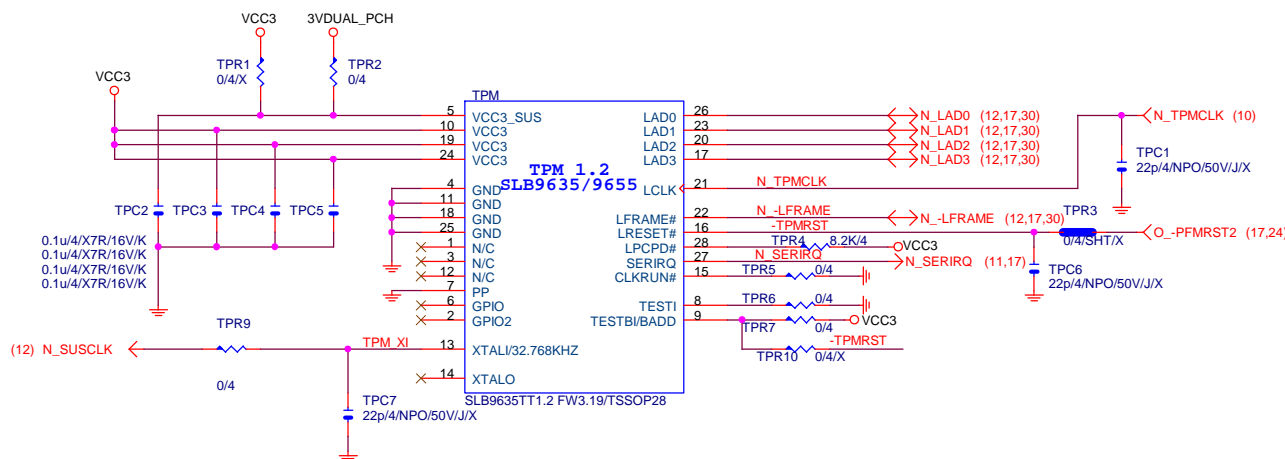 VCC3 3VDUAL_PCH
TPR1
0/4/X
TPR2
0/4
VCC3
TPM
5 VCC3_SUS
10 VCC3
19 VCC3
24 VCC3
4 GND
11 GND
18 GND
25 GND
1 N/C
3 N/C
12 N/C
7 PP
6 GPIO
2 GPIO2
13 XTALI/32.768KHZ
14 XTALO
TPM 1.2
SLB9635/9655
LAD0 26 N_LAD0 (12,17,30)
LAD1 23 N_LAD1 (12,17,30)
LAD2 20 N_LAD2 (12,17,30)
LAD3 17 N_LAD3 (12,17,30)
LCLK 21 N_TPMCLK
LFRAME# 22 N_-LFRAME N_-LFRAME (12,17,30)
LRESET# 16 -TPMRST
LPCPD# 28 TPR4 8.2K/4 VCC3
SERIRQ 27 N_SERIRQ N_SERIRQ (11,17)
CLKRUN# 15 TPR5 0/4
TESTI 8 TPR6 0/4
TESTBI/BADD 9 TPR7 0/4 VCC3
TPR10 0/4/X -TPMRST
N_TPMCLK (10)
TPC1
22p/4/NPO/50V/J/X
TPR3
0/4/SHT/X
O_-PFMRST2 (17,24)
TPC6
22p/4/NPO/50V/J/X
TPC2 TPC3 TPC4 TPC5
0.1u/4/X7R/16V/K
0.1u/4/X7R/16V/K
0.1u/4/X7R/16V/K
0.1u/4/X7R/16V/K
TPR9
(12) N_SUSCLK TPM_XI
0/4
TPC7
22p/4/NPO/50V/J/X
SLB9635TT1.2 FW3.19/TSSOP28